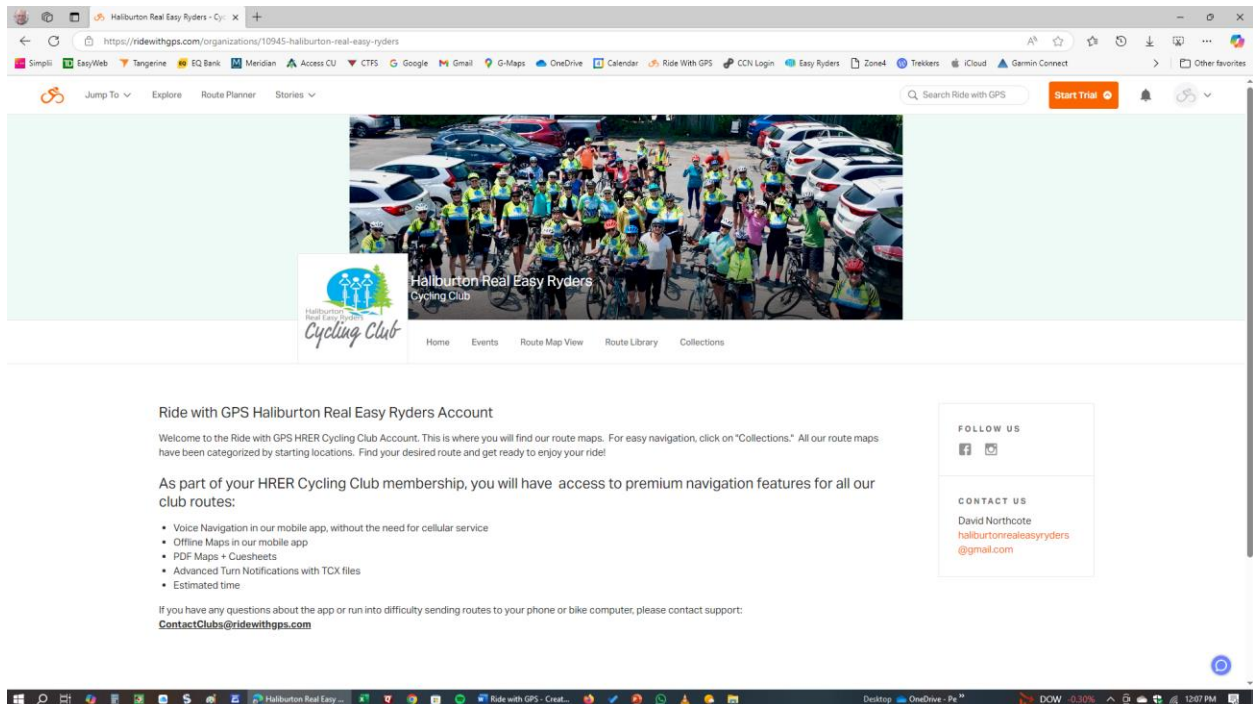 Haliburton Real Easy Ryders - Cyc
https://ridewithgps.com/organizations/10945-haliburton-real-easy-ryders
Simplii EasyWeb Tangerine EQ Bank Meridian Access CU CTFS Google Gmail G-Maps OneDrive Calendar Ride With GPS CCN Login Easy Ryders Zone4 Trekkers iCloud Garmin Connect Other favorites
Jump To Explore Route Planner Stories Search Ride with GPS Start Trial
Haliburton Real Easy Ryders
Cycling Club
Haliburton
Real Easy Ryders
Cycling Club
Home Events Route Map View Route Library Collections
Ride with GPS Haliburton Real Easy Ryders Account
Welcome to the Ride with GPS HRER Cycling Club Account. This is where you will find our route maps. For easy navigation, click on "Collections." All our route maps
have been categorized by starting locations. Find your desired route and get ready to enjoy your ride!
As part of your HRER Cycling Club membership, you will have access to premium navigation features for all our
club routes:
• Voice Navigation in our mobile app, without the need for cellular service
• Offline Maps in our mobile app
• PDF Maps + Cuesheets
• Advanced Turn Notifications with TCX files
• Estimated time
If you have any questions about the app or run into difficulty sending routes to your phone or bike computer, please contact support:
ContactClubs@ridewithgps.com
FOLLOW US
CONTACT US
David Northcote
haliburtonrealeasyryders
@gmail.com
Haliburton Real Easy ... Ride with GPS - Creat... Desktop OneDrive - Pe DOW -0.30% 12:07 PM